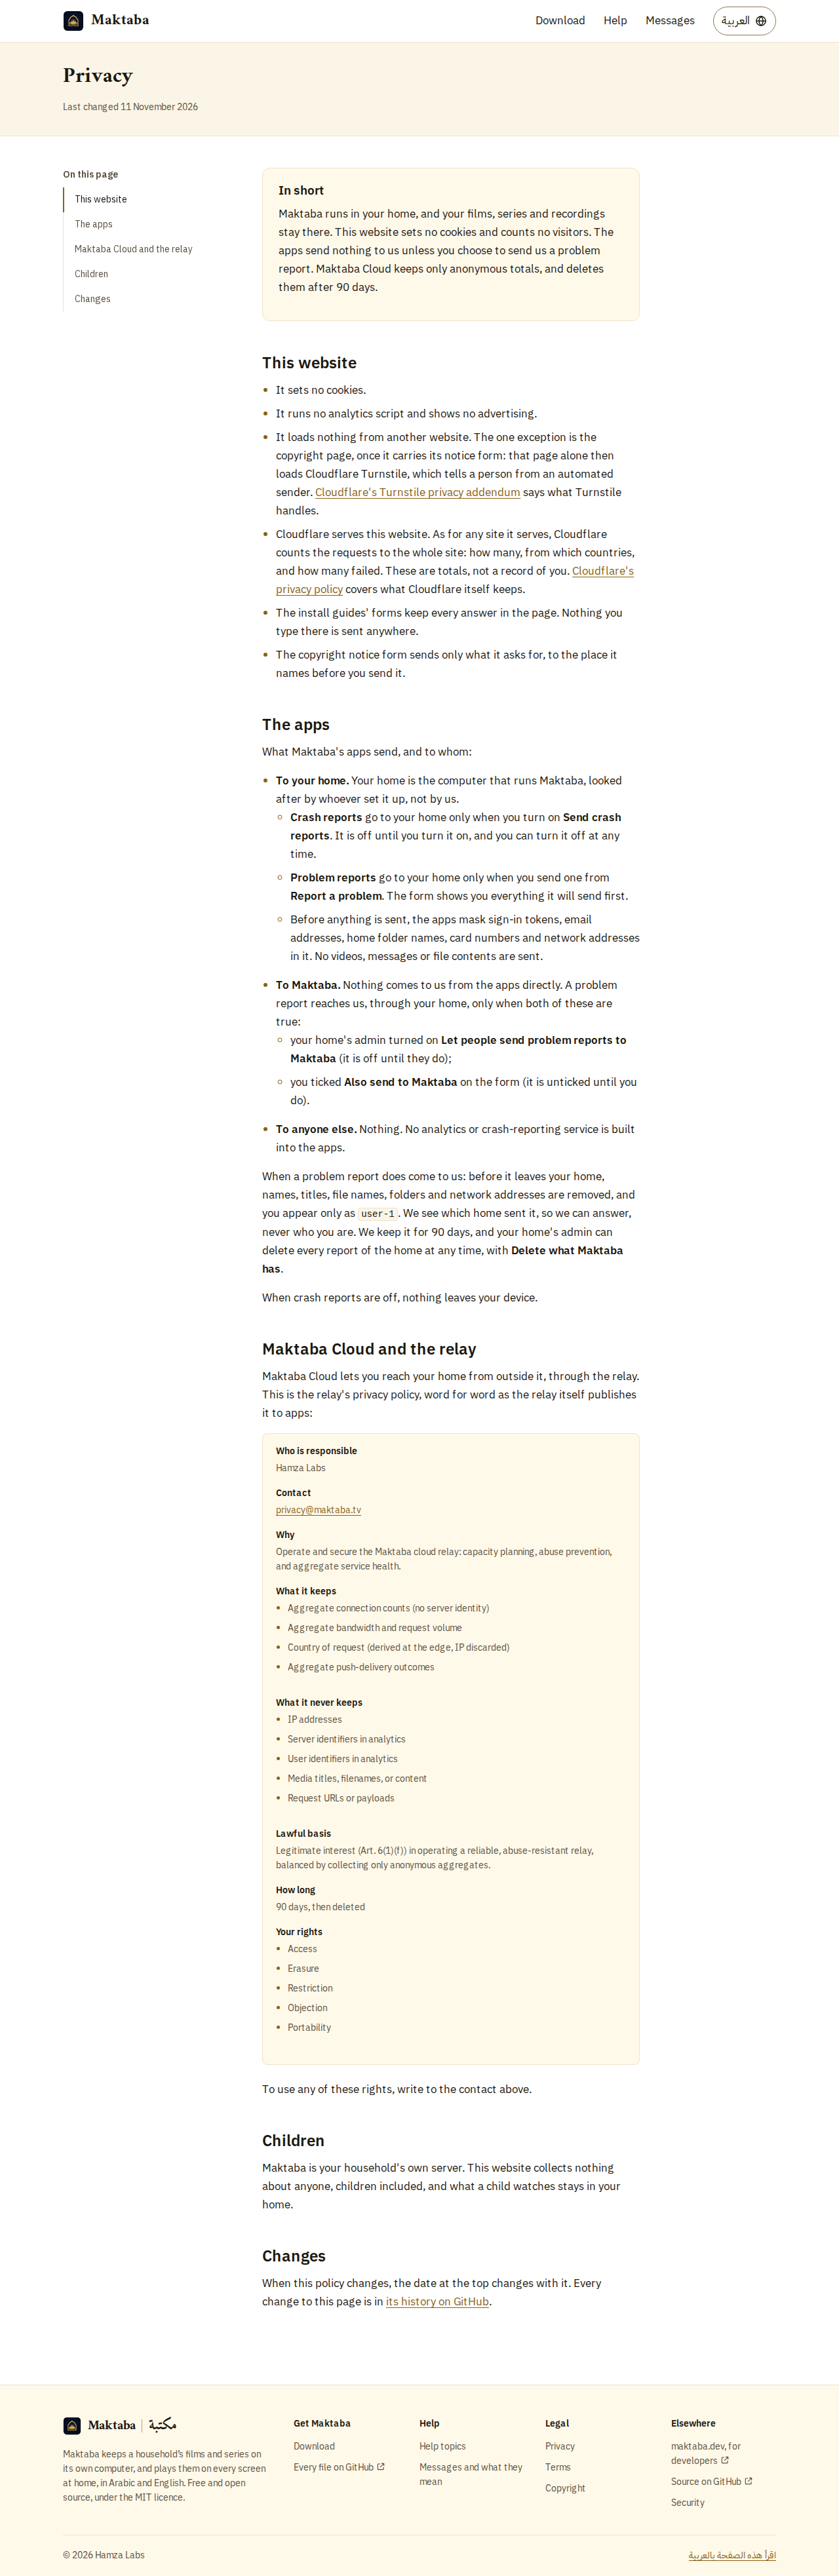 Maktaba
Download
Help
Messages
العربية
Privacy
Last changed 11 November 2026
On this page
This website
The apps
Maktaba Cloud and the relay
Children
Changes
In short
Maktaba runs in your home, and your films, series and recordings
stay there. This website sets no cookies and counts no visitors. The
apps send nothing to us unless you choose to send us a problem
report. Maktaba Cloud keeps only anonymous totals, and deletes
them after 90 days.
This website
It sets no cookies.
It runs no analytics script and shows no advertising.
It loads nothing from another website. The one exception is the
copyright page, once it carries its notice form: that page alone then
loads Cloudflare Turnstile, which tells a person from an automated
sender. Cloudflare's Turnstile privacy addendum says what Turnstile
handles.
Cloudflare serves this website. As for any site it serves, Cloudflare
counts the requests to the whole site: how many, from which countries,
and how many failed. These are totals, not a record of you. Cloudflare's
privacy policy covers what Cloudflare itself keeps.
The install guides' forms keep every answer in the page. Nothing you
type there is sent anywhere.
The copyright notice form sends only what it asks for, to the place it
names before you send it.
The apps
What Maktaba's apps send, and to whom:
To your home. Your home is the computer that runs Maktaba, looked
after by whoever set it up, not by us.
Crash reports go to your home only when you turn on Send crash
reports. It is off until you turn it on, and you can turn it off at any
time.
Problem reports go to your home only when you send one from
Report a problem. The form shows you everything it will send first.
Before anything is sent, the apps mask sign-in tokens, email
addresses, home folder names, card numbers and network addresses
in it. No videos, messages or file contents are sent.
To Maktaba. Nothing comes to us from the apps directly. A problem
report reaches us, through your home, only when both of these are
true:
your home's admin turned on Let people send problem reports to
Maktaba (it is off until they do);
you ticked Also send to Maktaba on the form (it is unticked until you
do).
To anyone else. Nothing. No analytics or crash-reporting service is built
into the apps.
When a problem report does come to us: before it leaves your home,
names, titles, file names, folders and network addresses are removed, and
you appear only as user-1. We see which home sent it, so we can answer,
never who you are. We keep it for 90 days, and your home's admin can
delete every report of the home at any time, with Delete what Maktaba
has.
When crash reports are off, nothing leaves your device.
Maktaba Cloud and the relay
Maktaba Cloud lets you reach your home from outside it, through the relay.
This is the relay's privacy policy, word for word as the relay itself publishes
it to apps:
Who is responsible
Hamza Labs
Contact
privacy@maktaba.tv
Why
Operate and secure the Maktaba cloud relay: capacity planning, abuse prevention,
and aggregate service health.
What it keeps
Aggregate connection counts (no server identity)
Aggregate bandwidth and request volume
Country of request (derived at the edge, IP discarded)
Aggregate push-delivery outcomes
What it never keeps
IP addresses
Server identifiers in analytics
User identifiers in analytics
Media titles, filenames, or content
Request URLs or payloads
Lawful basis
Legitimate interest (Art. 6(1)(f)) in operating a reliable, abuse-resistant relay,
balanced by collecting only anonymous aggregates.
How long
90 days, then deleted
Your rights
Access
Erasure
Restriction
Objection
Portability
To use any of these rights, write to the contact above.
Children
Maktaba is your household's own server. This website collects nothing
about anyone, children included, and what a child watches stays in your
home.
Changes
When this policy changes, the date at the top changes with it. Every
change to this page is in its history on GitHub.
Maktaba | مكتبة
Maktaba keeps a household's films and series on
its own computer, and plays them on every screen
at home, in Arabic and English. Free and open
source, under the MIT licence.
Get Maktaba
Download
Every file on GitHub
Help
Help topics
Messages and what they
mean
Legal
Privacy
Terms
Copyright
Elsewhere
maktaba.dev, for
developers
Source on GitHub
Security
© 2026 Hamza Labs
اقرأ هذه الصفحة بالعربية